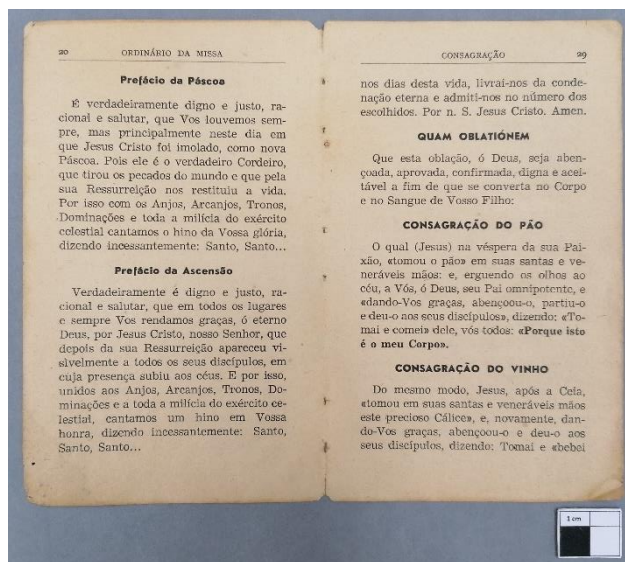 20 ORDINÁRIO DA MISSA
Prefácio da Páscoa
É verdadeiramente digno e justo, ra-
cional e salutar, que Vos louvemos sem-
pre, mas principalmente neste dia em
que Jesus Cristo foi imolado, como nova
Páscoa. Pois ele é o verdadeiro Cordeiro,
que tirou os pecados do mundo e que pela
sua Ressurreição nos restituiu a vida.
Por isso com os Anjos, Arcanjos, Tronos,
Dominações e toda a milícia do exército
celestial cantamos o hino da Vossa glória,
dizendo incessantemente: Santo, Santo...
Prefácio da Ascensão
Verdadeiramente é digno e justo, ra-
cional e salutar, que em todos os lugares
e sempre Vos rendamos graças, ó eterno
Deus, por Jesus Cristo, nosso Senhor, que
depois da sua Ressurreição apareceu vi-
sivelmente a todos os seus discípulos, em
cuja presença subiu aos céus. E por isso,
unidos aos Anjos, Arcanjos, Tronos, Do-
minações e a toda a milícia do exército ce-
lestial, cantamos um hino em Vossa
honra, dizendo incessantemente: Santo,
Santo, Santo...
CONSAGRAÇÃO 29
nos dias desta vida, livrai-nos da conde-
nação eterna e admiti-nos no número dos
escolhidos. Por n. S. Jesus Cristo. Amen.
QUAM OBLATIÓNEM
Que esta oblação, ó Deus, seja aben-
çoada, aprovada, confirmada, digna e acei-
tável a fim de que se converta no Corpo
e no Sangue de Vosso Filho:
CONSAGRAÇÃO DO PÃO
O qual (Jesus) na véspera da sua Pai-
xão, «tomou o pão» em suas santas e ve-
neráveis mãos: e, erguendo os olhos ao
céu, a Vós, ó Deus, seu Pai omnipotente, e
«dando-Vos graças, abençoou-o, partiu-o
e deu-o aos seus discípulos», dizendo: «To-
mai e comei» dele, vós todos: «Porque isto
é o meu Corpo».
CONSAGRAÇÃO DO VINHO
Do mesmo modo, Jesus, após a Ceia,
«tomou em suas santas e veneráveis mãos
este precioso Cálice», e, novamente, dan-
do-Vos graças, abençoou-o e deu-o aos
seus discípulos, dizendo: Tomai e «bebei
1 cm